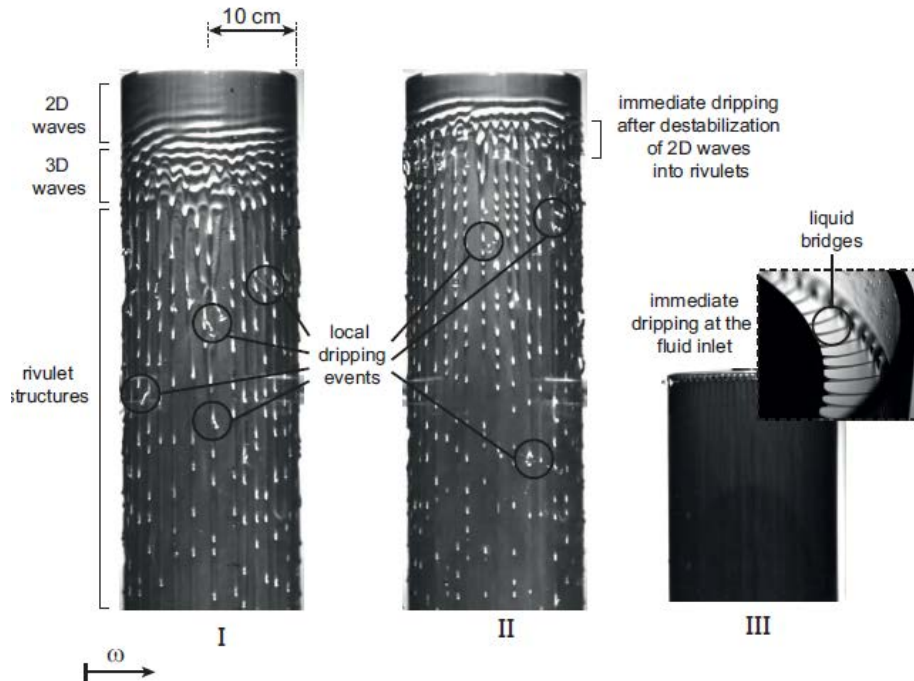 10 cm
2D
waves
3D
waves
rivulet
structures
local
dripping
events
immediate dripping
after destabilization
of 2D waves
into rivulets
liquid
bridges
immediate
dripping at the
fluid inlet
I
II
III
ω